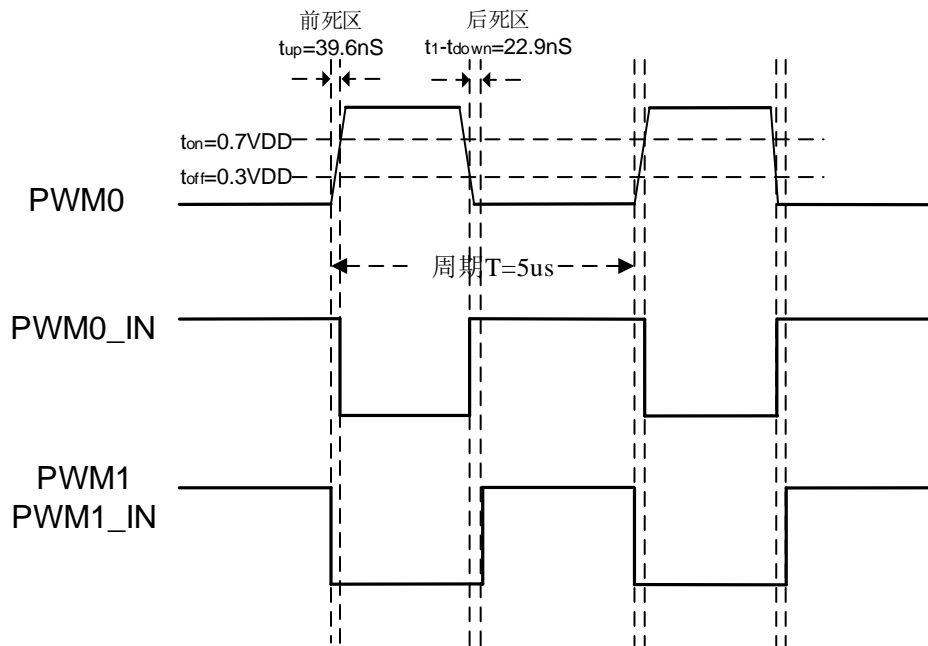 前死区
tup=39.6nS
后死区
t1-tdown=22.9nS
ton=0.7VDD
toff=0.3VDD
PWM0
周期T=5us
PWM0_IN
PWM1
PWM1_IN